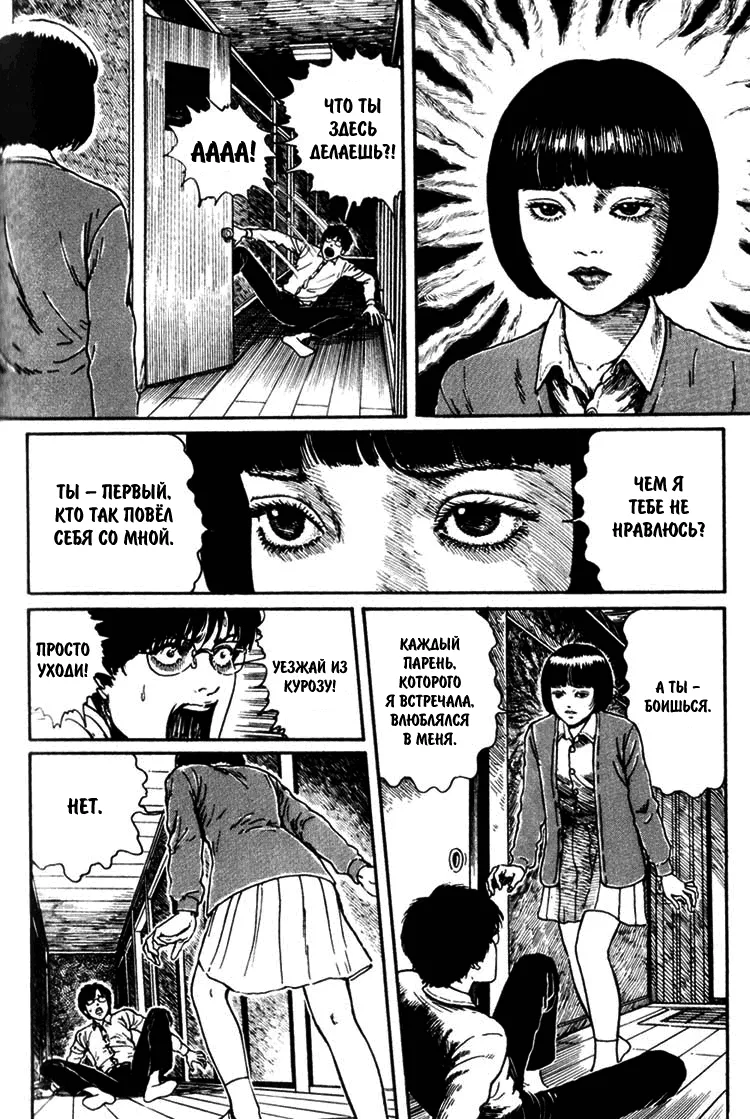 ЧТО ТЫ
ЗДЕСЬ
ДЕЛАЕШЬ?!
АААА!
ЧЕМ Я
ТЕБЕ НЕ
НРАВЛЮСЬ?
ТЫ – ПЕРВЫЙ,
КТО ТАК ПОВЁЛ
СЕБЯ СО МНОЙ.
КАЖДЫЙ
ПАРЕНЬ,
КОТОРОГО
Я ВСТРЕЧАЛА,
ВЛЮБЛЯЛСЯ
В МЕНЯ.
А ТЫ –
БОИШЬСЯ.
УЕЗЖАЙ ИЗ
КУРОЗУ!
ПРОСТО
УХОДИ!
НЕТ.